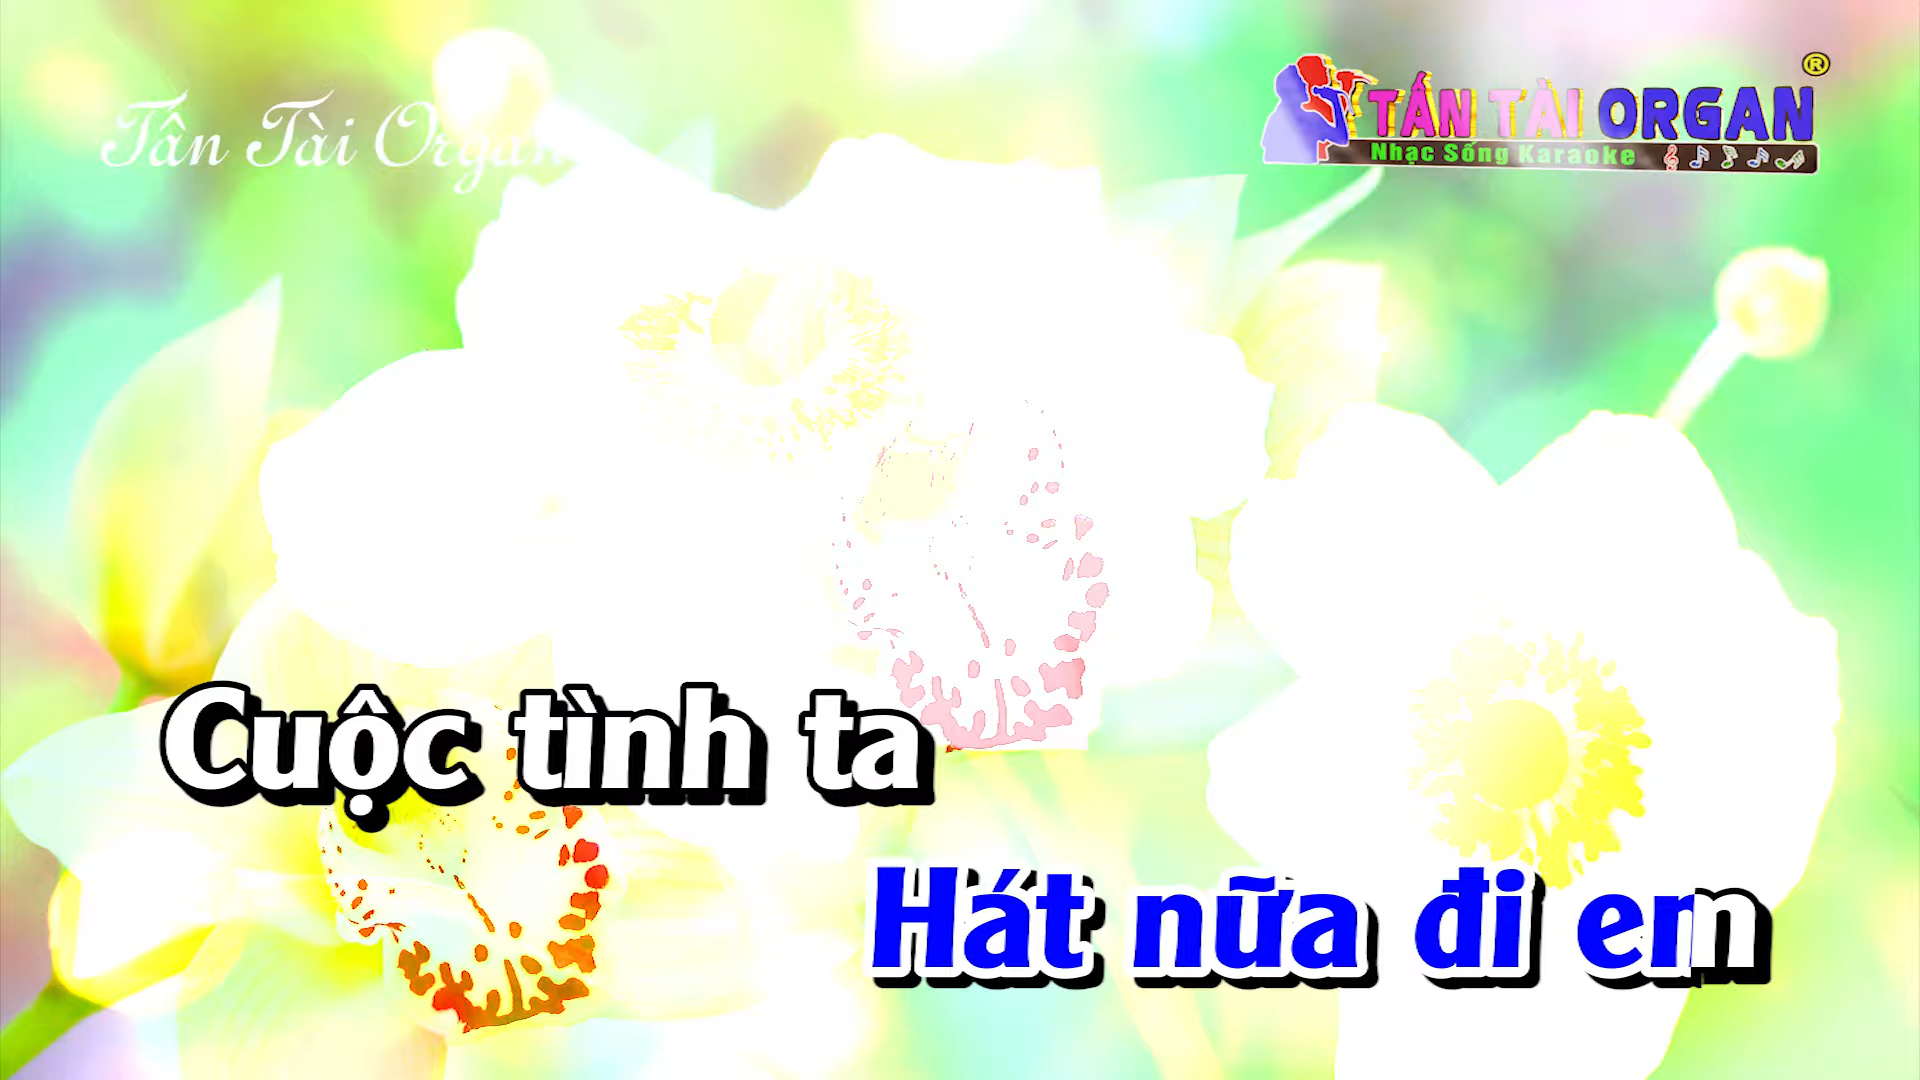 Tấn Tài Organ
TẤN TÀI ORGAN ®
Nhạc Sống Karaoke
Cuộc tình ta
Hát nữa đi em